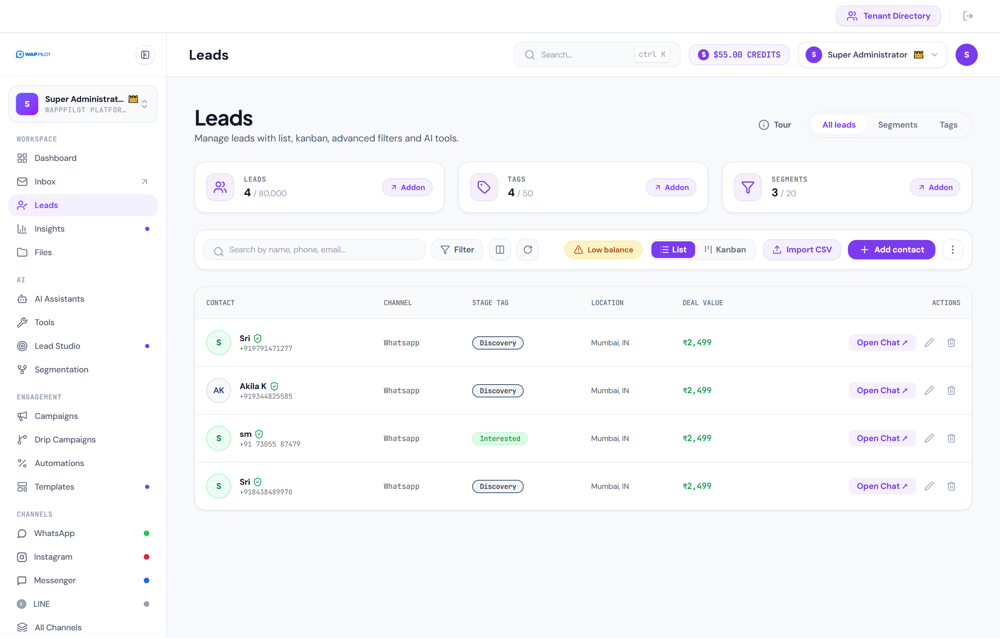 Tenant Directory
WAP PILOT
Leads
Search...
ctrl K
$ $55.00 CREDITS
S Super Administrator
S
S
Super Administrat...
WAPPPILOT PLATFOR…
WORKSPACE
Dashboard
Inbox
Leads
Insights
Files
AI
AI Assistants
Tools
Lead Studio
Segmentation
ENGAGEMENT
Campaigns
Drip Campaigns
Automations
Templates
CHANNELS
WhatsApp
Instagram
Messenger
L LINE
All Channels
Leads
Manage leads with list, kanban, advanced filters and AI tools.
Tour
All leads
Segments
Tags
LEADS
4 / 80,000
Addon
TAGS
4 / 50
Addon
SEGMENTS
3 / 20
Addon
Search by name, phone, email...
Filter
Low balance
List
Kanban
Import CSV
Add contact
CONTACT CHANNEL STAGE TAG LOCATION DEAL VALUE ACTIONS
S Sri
+919791471277
Whatsapp Discovery Mumbai, IN ₹2,499 Open Chat ↗
AK Akila K
+919344825585
Whatsapp Discovery Mumbai, IN ₹2,499 Open Chat ↗
S sm
+91 73055 87479
Whatsapp Interested Mumbai, IN ₹2,499 Open Chat ↗
S Sri
+918438489970
Whatsapp Discovery Mumbai, IN ₹2,499 Open Chat ↗